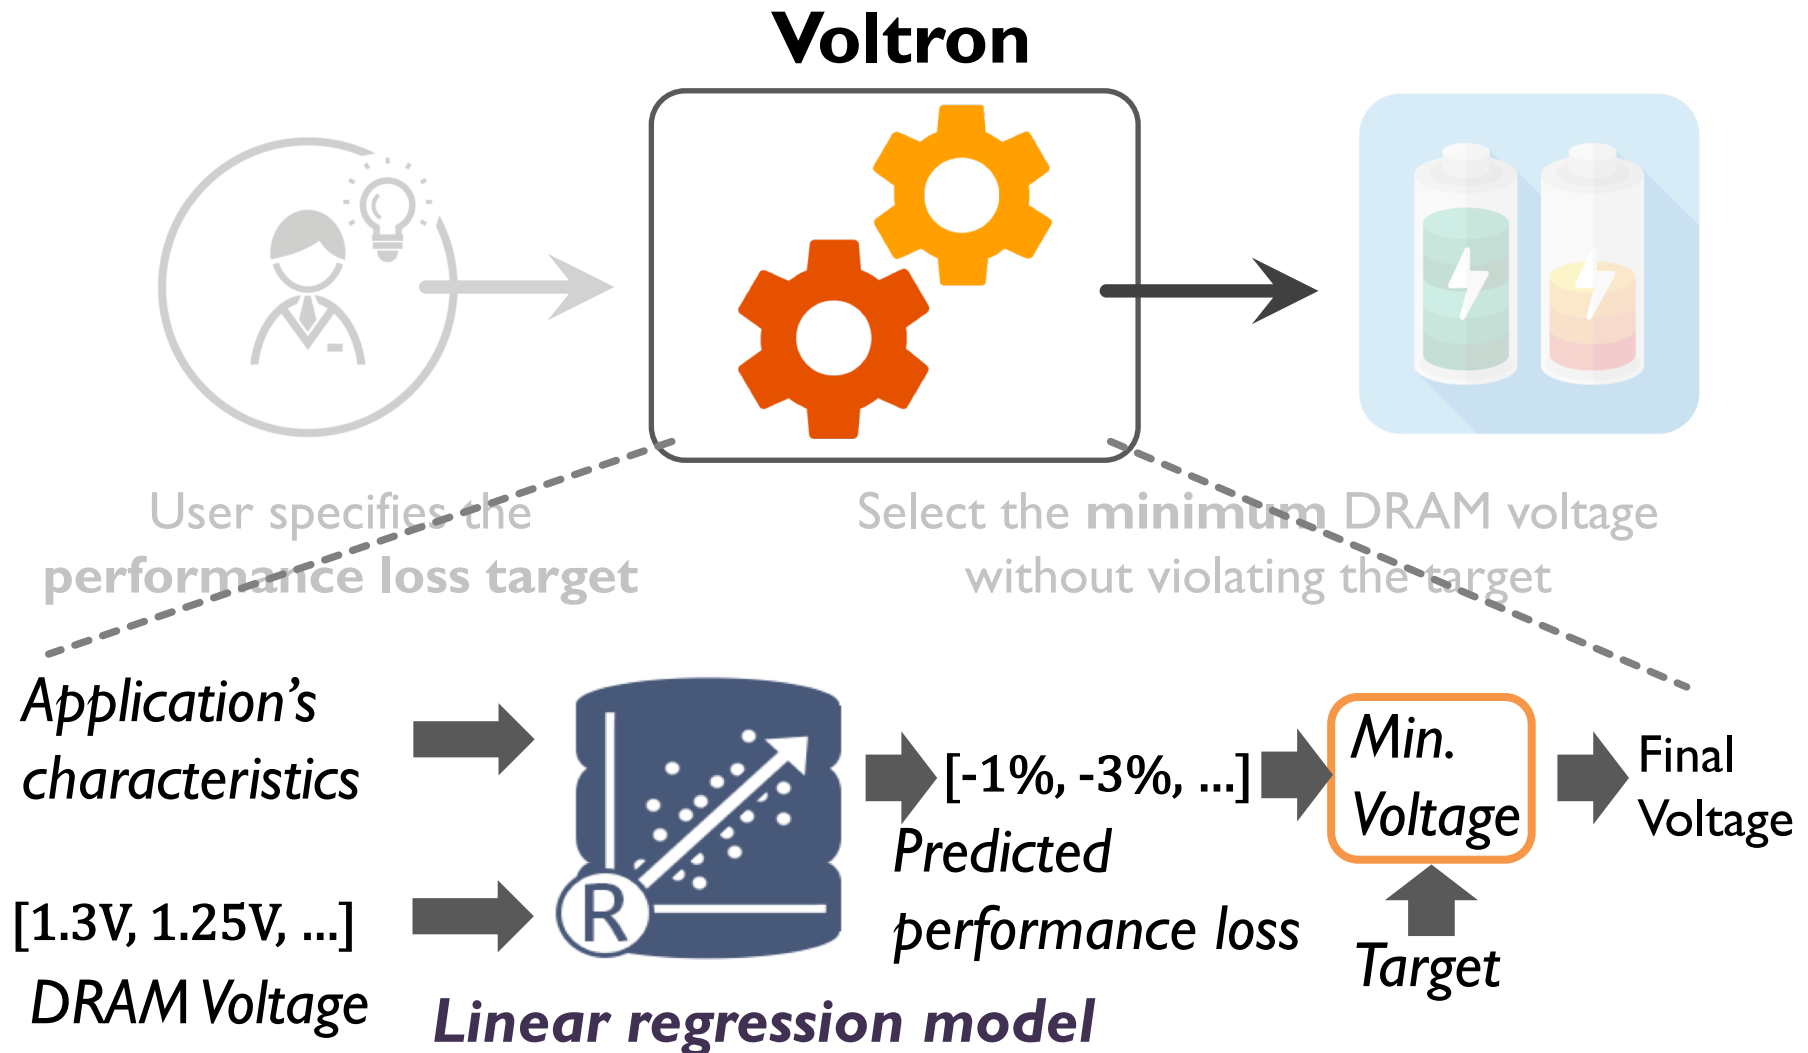 Voltron
User specifies the
performance loss target
Select the minimum DRAM voltage
without violating the target
Application’s
characteristics
[1.3V, 1.25V, ...]
DRAM Voltage
R
Linear regression model
[-1%, -3%, ...]
Predicted
performance loss
Min.
Voltage
Target
Final
Voltage